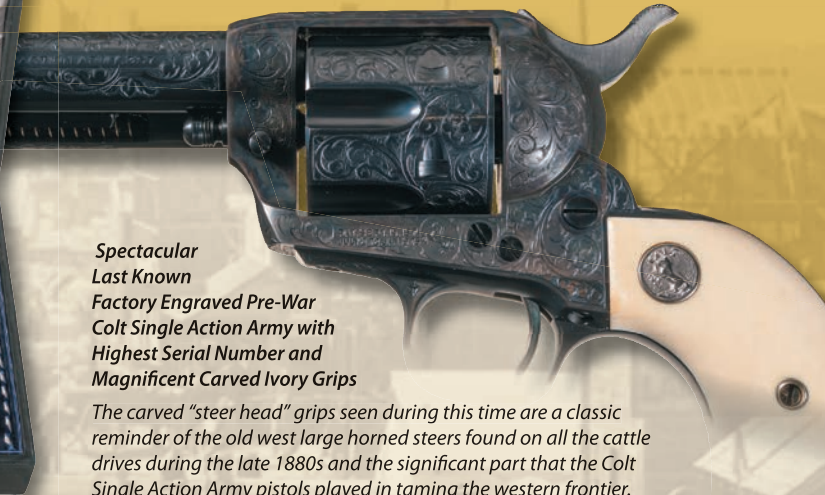 Spectacular
Last Known
Factory Engraved Pre-War
Colt Single Action Army with
Highest Serial Number and
Magnificent Carved Ivory Grips
The carved “steer head” grips seen during this time are a classic
reminder of the old west large horned steers found on all the cattle
drives during the late 1880s and the significant part that the Colt
Single Action Army pistols played in taming the western frontier.